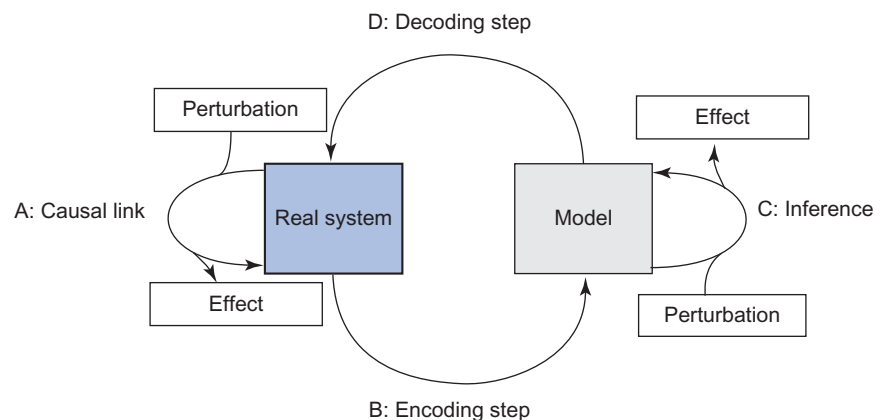 D: Decoding step
Perturbation
Effect
A: Causal link
Real system
Model
C: Inference
Effect
Perturbation
B: Encoding step